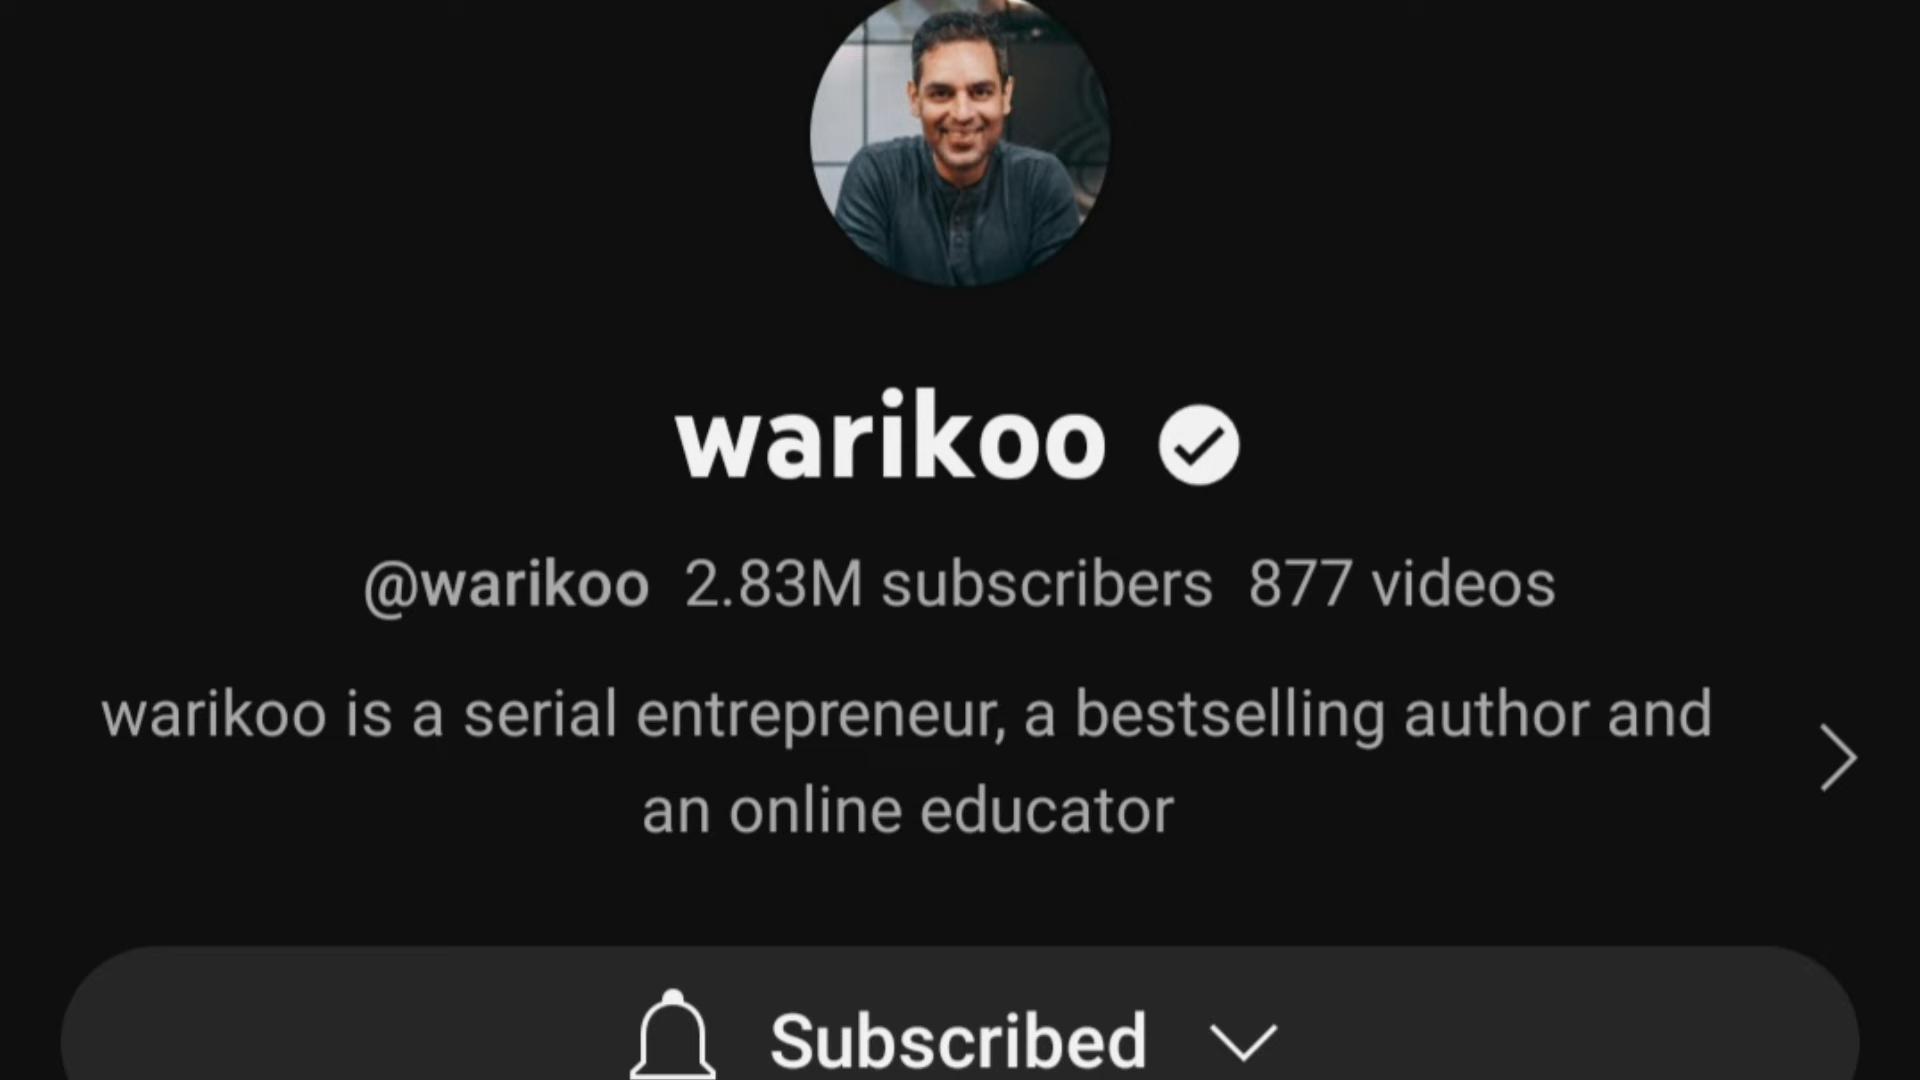 warikoo
@warikoo 2.83M subscribers 877 videos
warikoo is a serial entrepreneur, a bestselling author and
an online educator
Subscribed